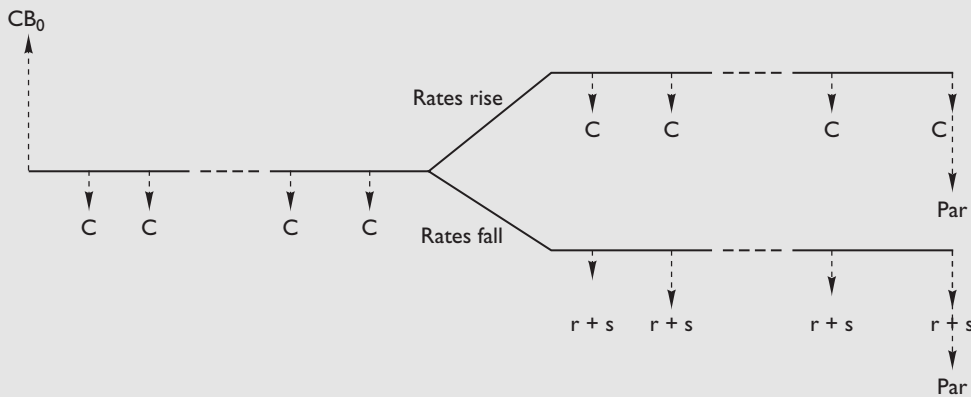 CB₀
Rates rise
C C C C
Par
C C C C
Rates fall
r + s r + s r + s r + s
Par